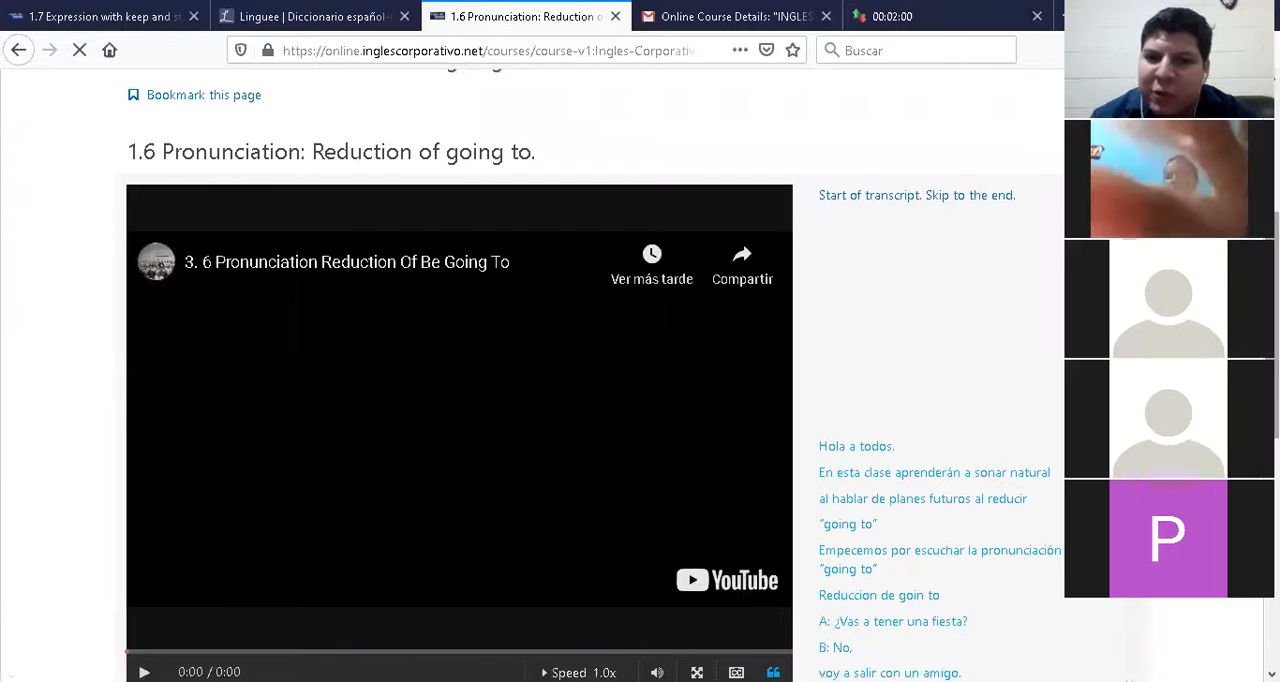 1.7 Expression with keep and s
Linguee | Diccionario español-
1.6 Pronunciation: Reduction o
Online Course Details: "INGLES
00:02:00
https://online.inglescorporativo.net/courses/course-v1:Ingles-Corporativ
Buscar
Bookmark this page
1.6 Pronunciation: Reduction of going to.
3. 6 Pronunciation Reduction Of Be Going To
Ver más tarde
Compartir
YouTube
0:00 / 0:00
Speed 1.0x
Start of transcript. Skip to the end.
Hola a todos.
En esta clase aprenderán a sonar natural
al hablar de planes futuros al reducir
"going to"
Empecemos por escuchar la pronunciación
"going to"
Reduccion de goin to
A: ¿Vas a tener una fiesta?
B: No,
voy a salir con un amigo.
P